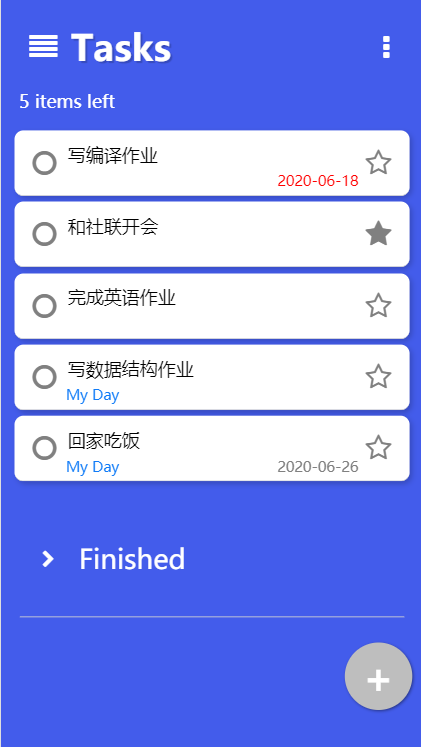 Tasks
5 items left
写编译作业
2020-06-18
和社联开会
完成英语作业
写数据结构作业
My Day
回家吃饭
My Day 2020-06-26
Finished
+